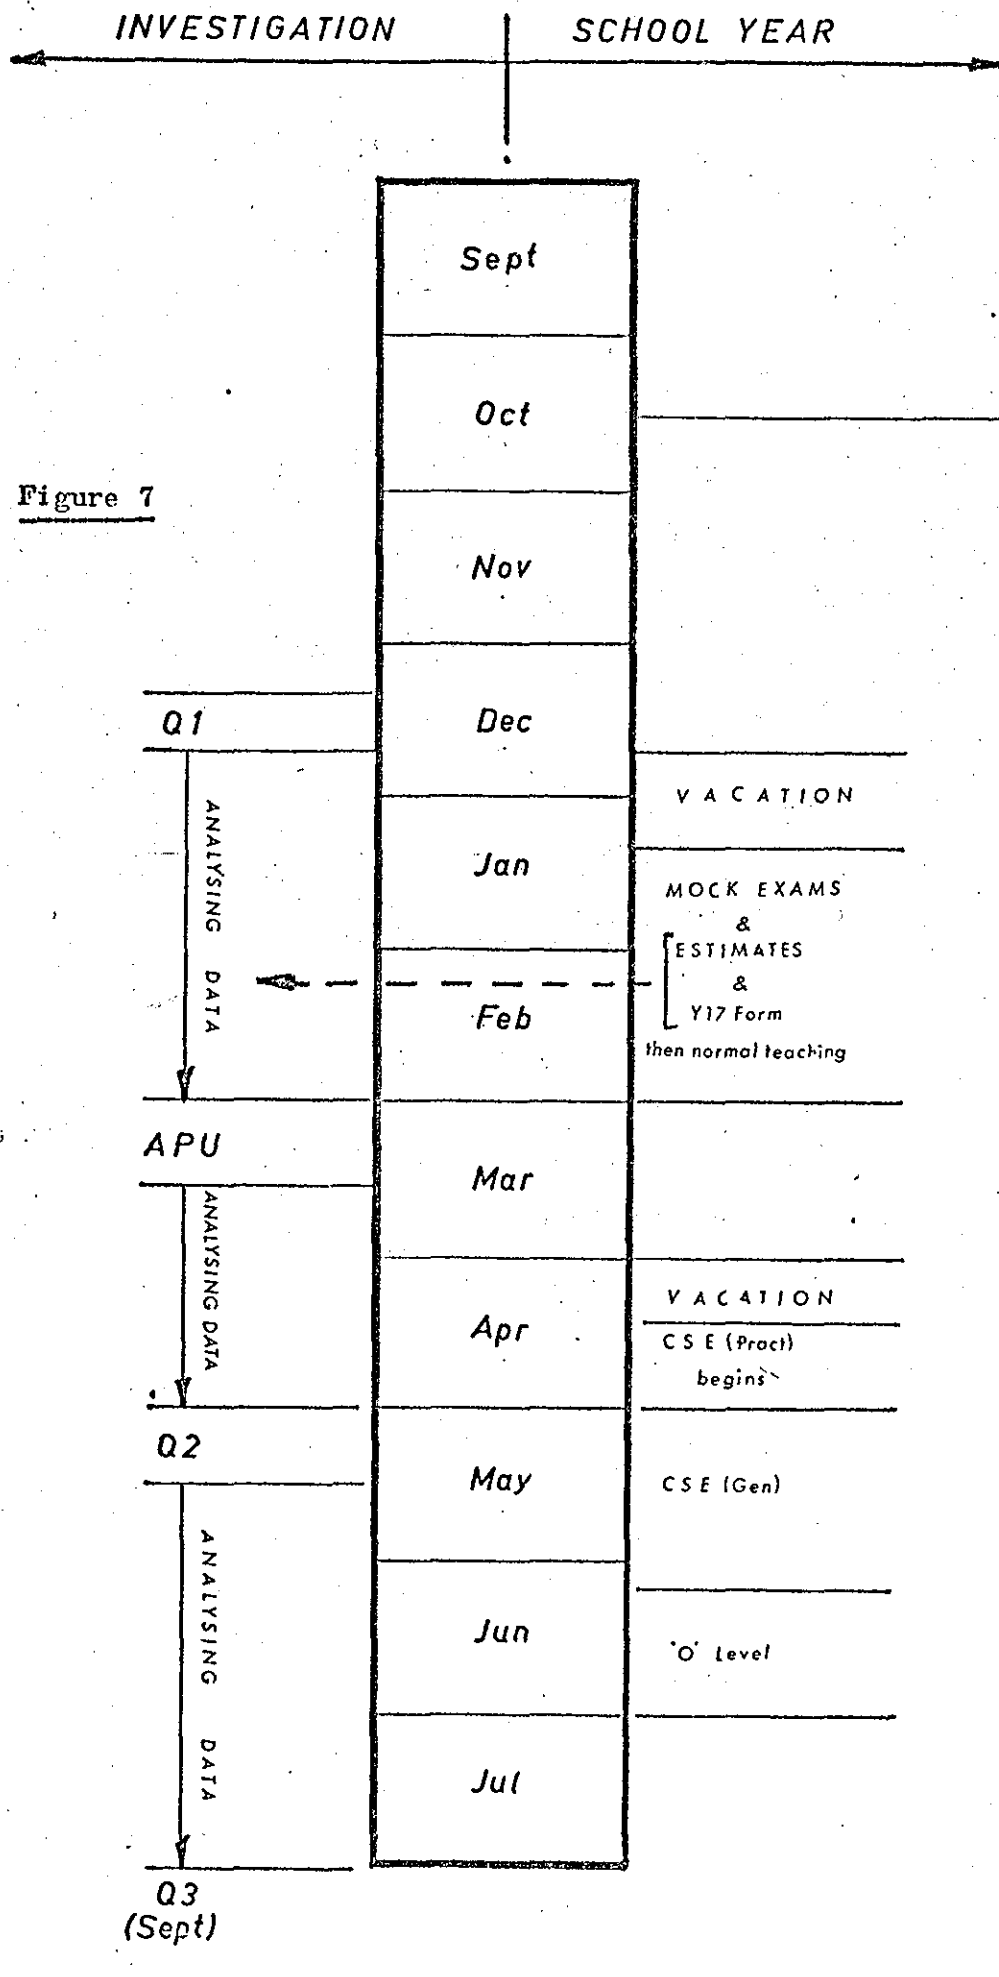 INVESTIGATION
SCHOOL YEAR
Sept
Oct
Figure 7
Nov
Dec
Q1
VACATION
ANALYSING DATA
Jan
MOCK EXAMS
&
ESTIMATES
&
Y17 Form
then normal teaching
Feb
APU
Mar
ANALYSING DATA
VACATION
Apr
CSE (Pract)
begins
Q2
May
CSE (Gen)
ANALYSING DATA
Jun
'O' Level
Jul
Q3
(Sept)